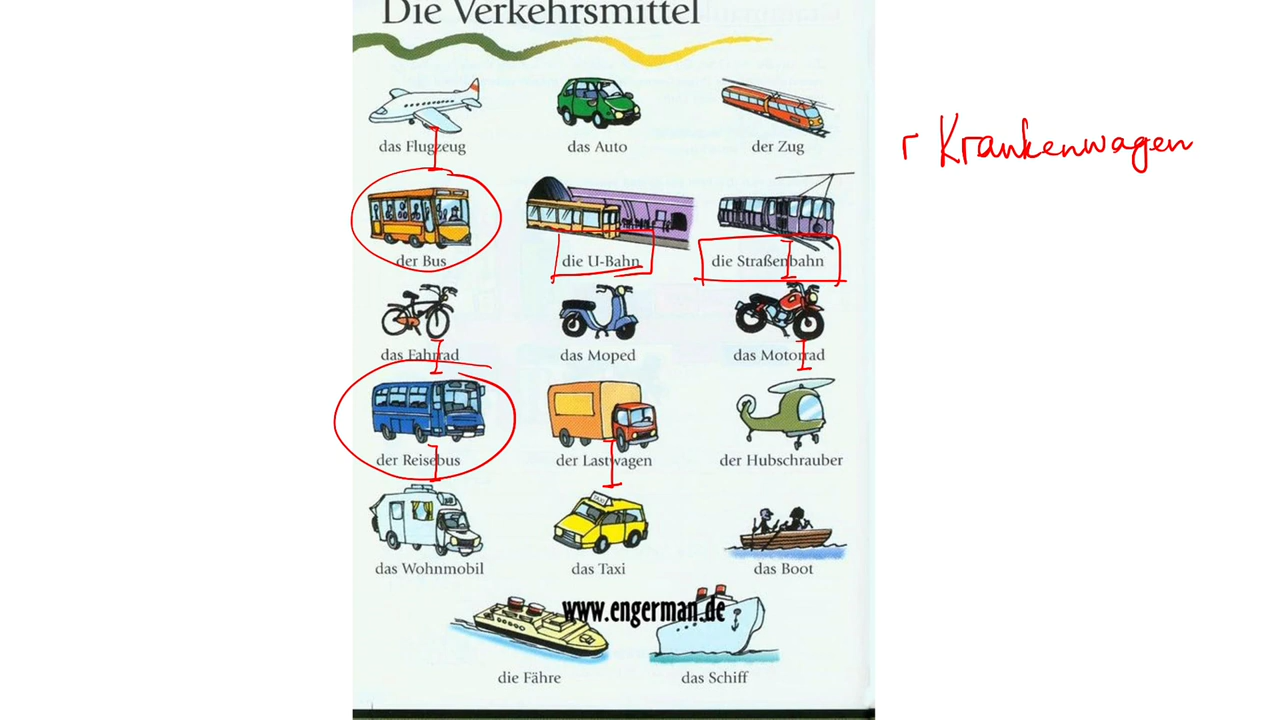 Die Verkehrsmittel
das Flugzeug das Auto der Zug
r Krankenwagen
der Bus die U-Bahn die Straßenbahn
das Fahrrad das Moped das Motorrad
der Reisebus der Lastwagen der Hubschrauber
TAXI
das Wohnmobil das Taxi das Boot
www.engerman.de
die Fähre das Schiff